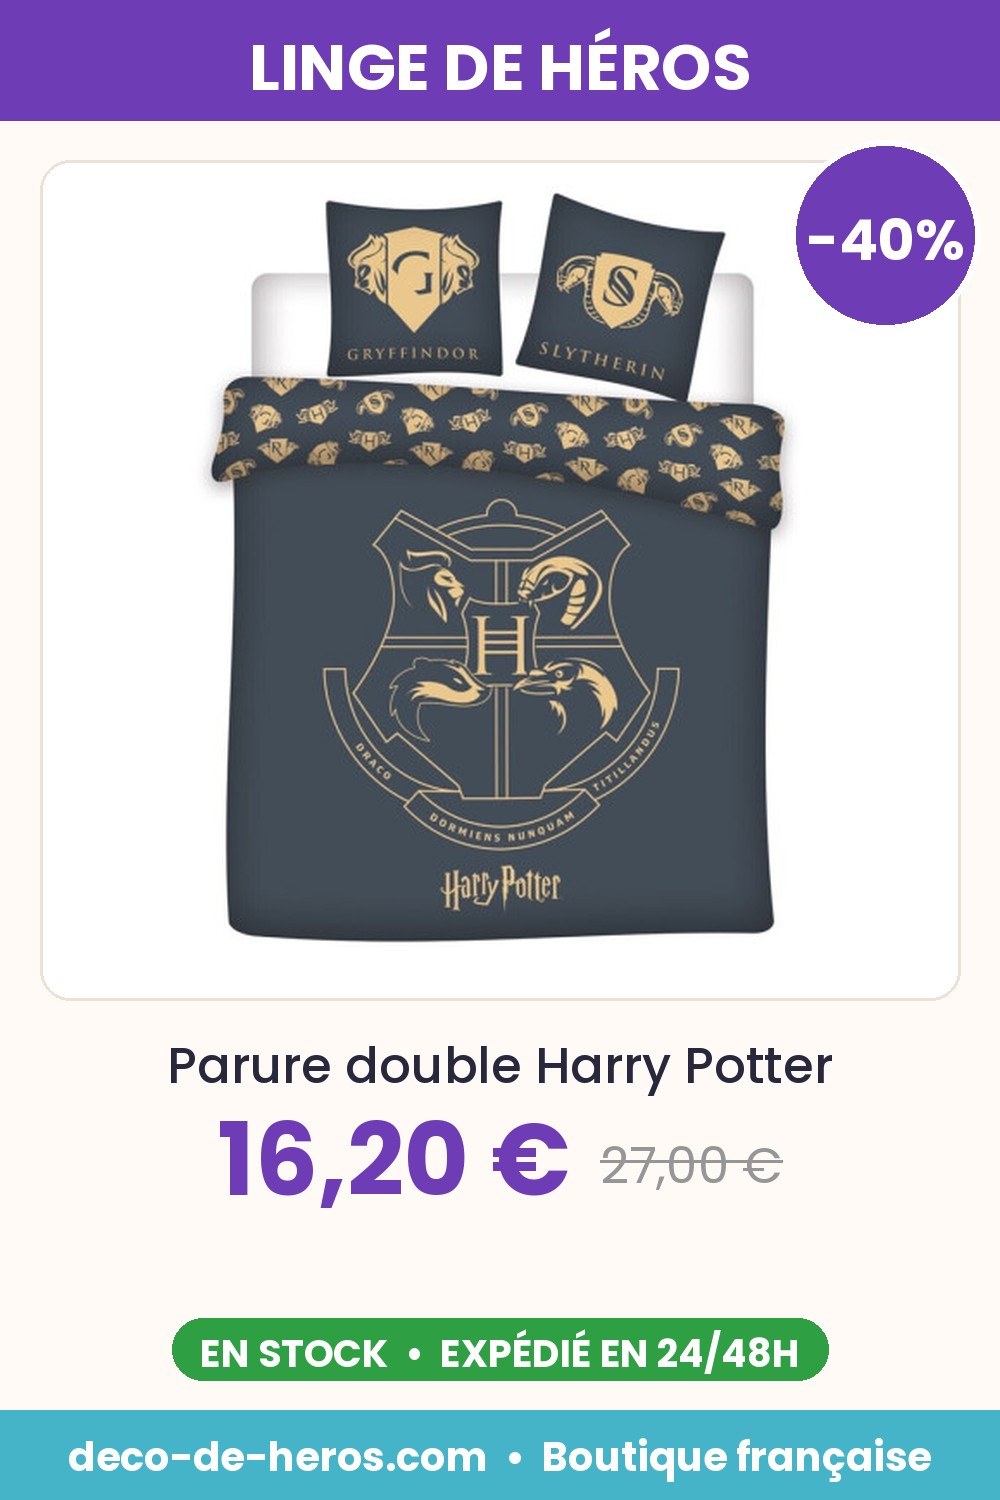 LINGE DE HÉROS
-40%
G
S
GRYFFINDOR
SLYTHERIN
H
DRACO
DORMIENS NUNQUAM
TITILLANDUS
Harry Potter
Parure double Harry Potter
16,20 € 27,00 €
EN STOCK • EXPÉDIÉ EN 24/48H
deco-de-heros.com • Boutique française